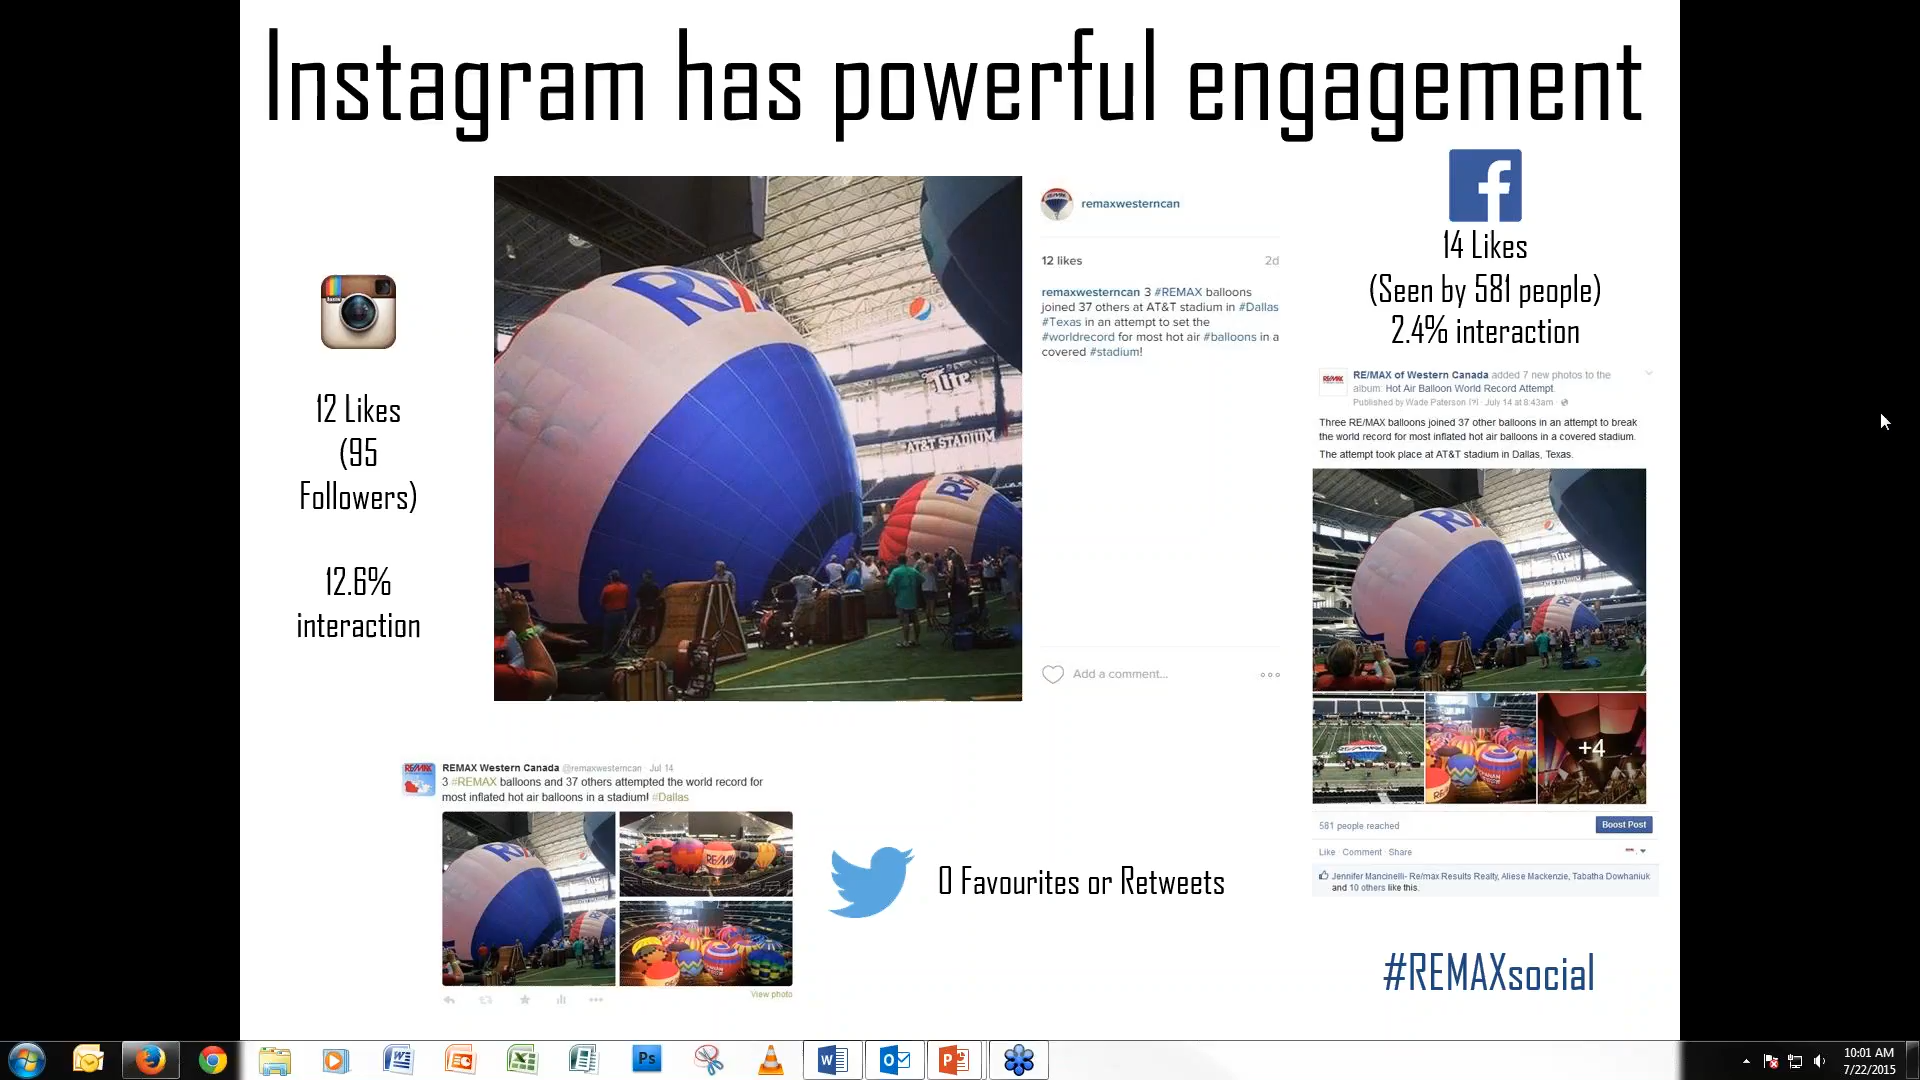 Instagram has powerful engagement
12 Likes
(95
Followers)
12.6%
interaction
RE/MAX
LITE
AT&T STADIUM
RE
remaxwesterncan
12 likes
2d
remaxwesterncan 3 #REMAX balloons
joined 37 others at AT&T stadium in #Dallas
#Texas in an attempt to set the
#worldrecord for most hot air #balloons in a
covered #stadium!
Add a comment...
14 Likes
(Seen by 581 people)
2.4% interaction
RE/MAX of Western Canada added 7 new photos to the
album: Hot Air Balloon World Record Attempt.
Published by Wade Paterson [?] · July 14 at 8:43am ·
Three RE/MAX balloons joined 37 other balloons in an attempt to break
the world record for most inflated hot air balloons in a covered stadium.
The attempt took place at AT&T stadium in Dallas, Texas.
+4
581 people reached
Boost Post
Like · Comment · Share
Jennifer Mancinelli- Re/max Results Realty, Aliese Mackenzie, Tabatha Dowhaniuk
and 10 others like this.
REMAX Western Canada @remaxwesterncan · Jul 14
3 #REMAX balloons and 37 others attempted the world record for
most inflated hot air balloons in a stadium! #Dallas
View photo
0 Favourites or Retweets
#REMAXsocial
Ps
10:01 AM
7/22/2015